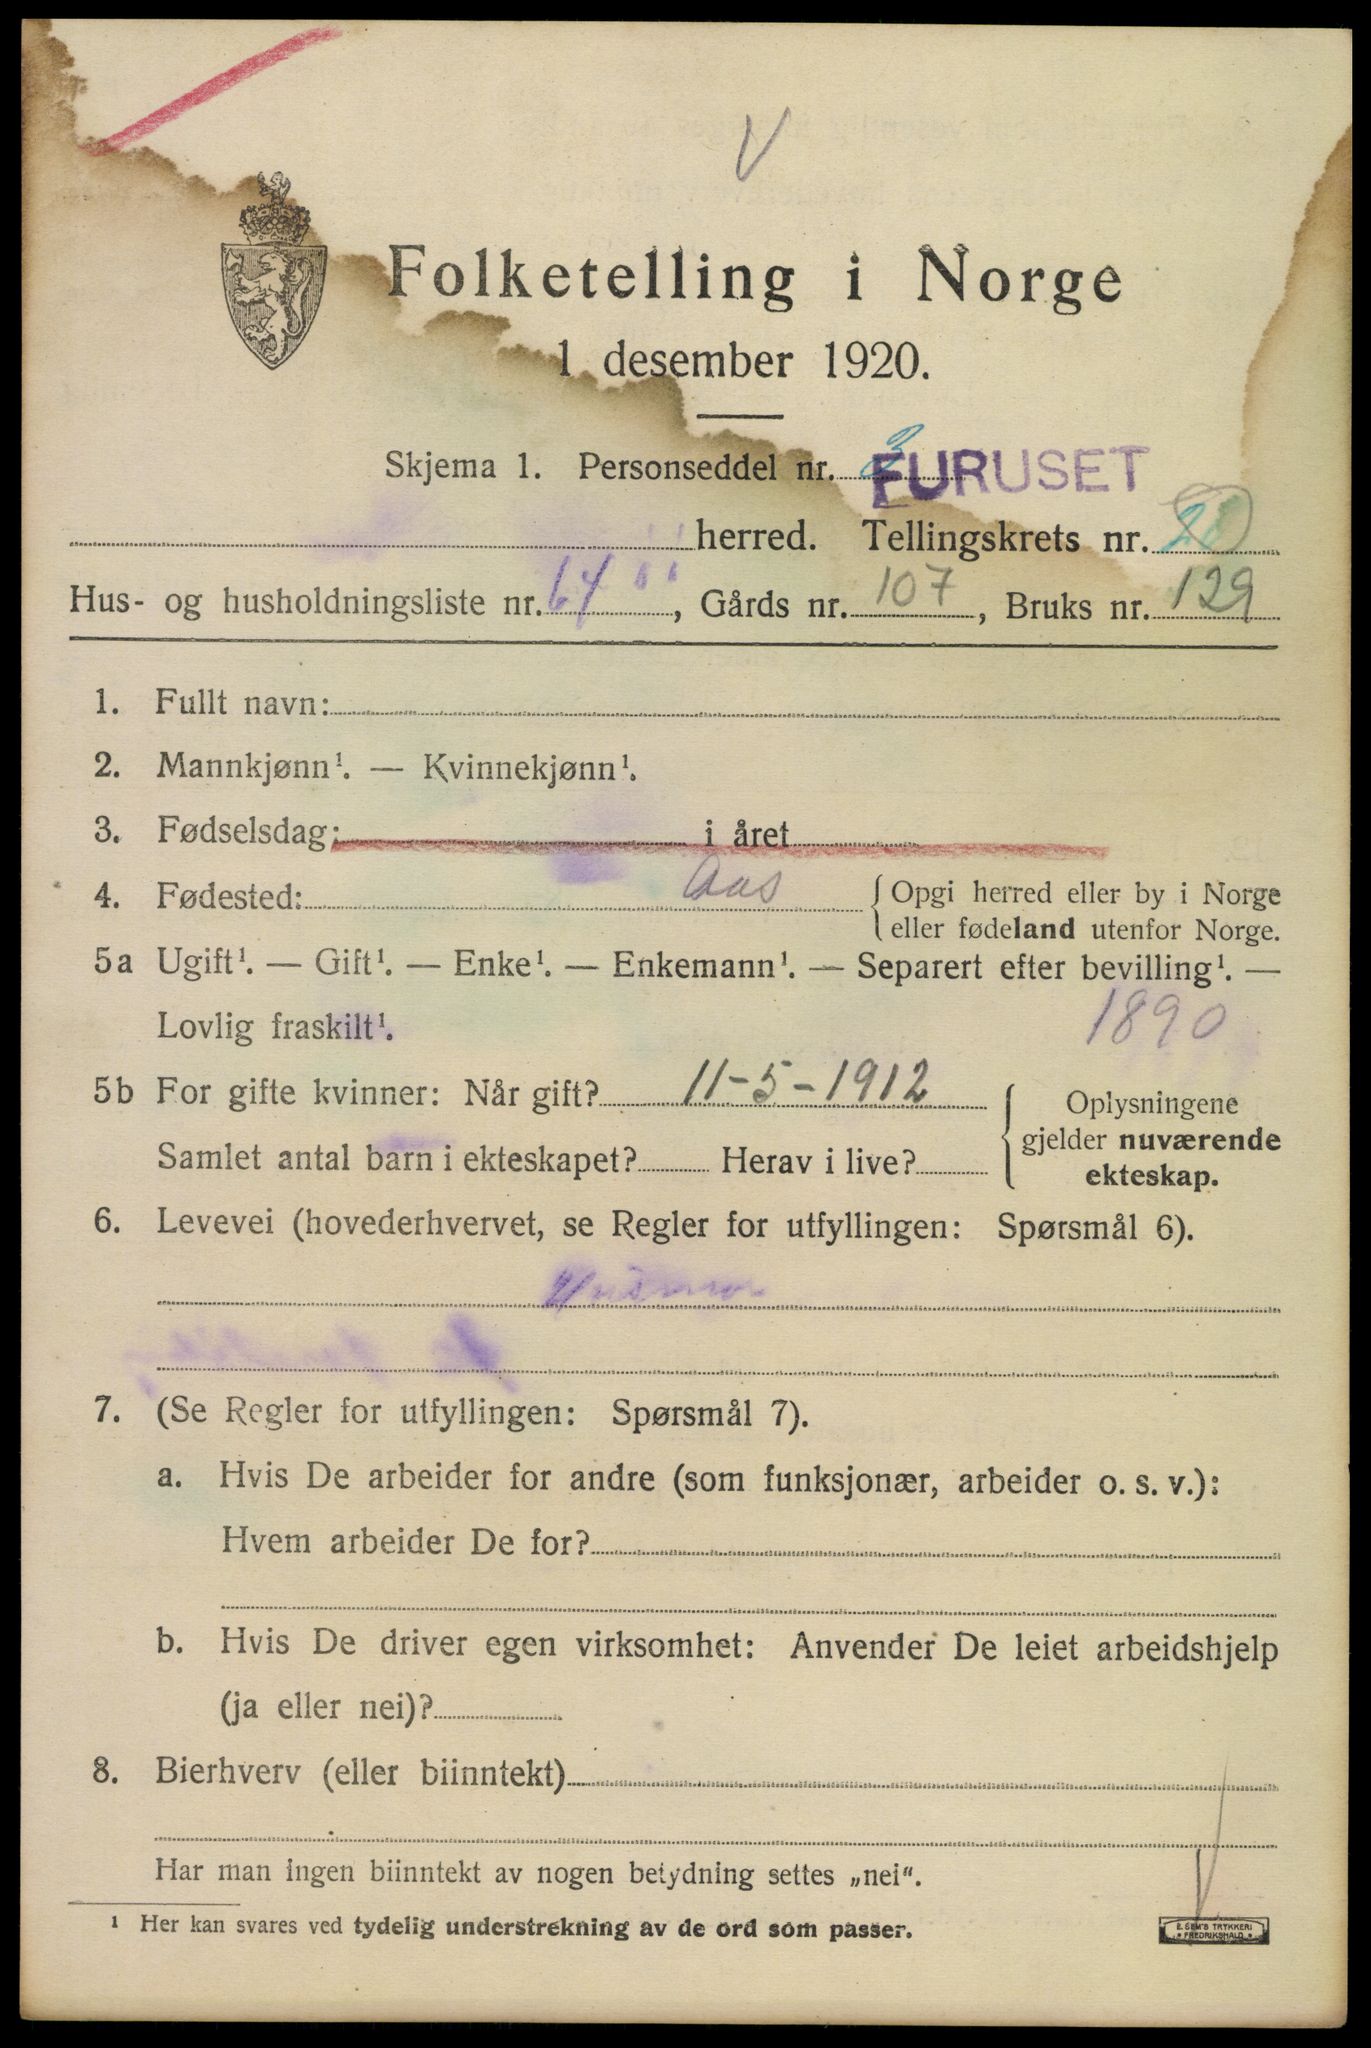 V
Folketelling i Norge
1 desember 1920.
Skjema 1. Personseddel nr. 3 FURUSET
herred. Tellingskrets nr.
Hus- og husholdningsliste nr. 64, Gårds nr. 107, Bruks nr. 129
1. Fullt navn:
2. Mannkjønn¹. — Kvinnekjønn¹.
3. Fødselsdag: i året
4. Fødested: Aas { Opgi herred eller by i Norge
eller fødeland utenfor Norge.
5a Ugift¹. — Gift¹. — Enke¹. — Enkemann¹. — Separert efter bevilling¹. —
Lovlig fraskilt¹. 1890
5b For gifte kvinner: Når gift? 11-5-1912 { Oplysningene
gjelder nuværende
ekteskap.
Samlet antal barn i ekteskapet? Herav i live?
6. Levevei (hovederhvervet, se Regler for utfyllingen: Spørsmål 6).
Husmor
7. (Se Regler for utfyllingen: Spørsmål 7).
a. Hvis De arbeider for andre (som funksjonær, arbeider o. s. v.):
Hvem arbeider De for?
b. Hvis De driver egen virksomhet: Anvender De leiet arbeidshjelp
(ja eller nei)?
8. Bierhverv (eller biinntekt)
Har man ingen biinntekt av nogen betydning settes „nei“.
¹ Her kan svares ved tydelig understrekning av de ord som passer.
E. SEM'S TRYKKERI
FREDRIKSHALD